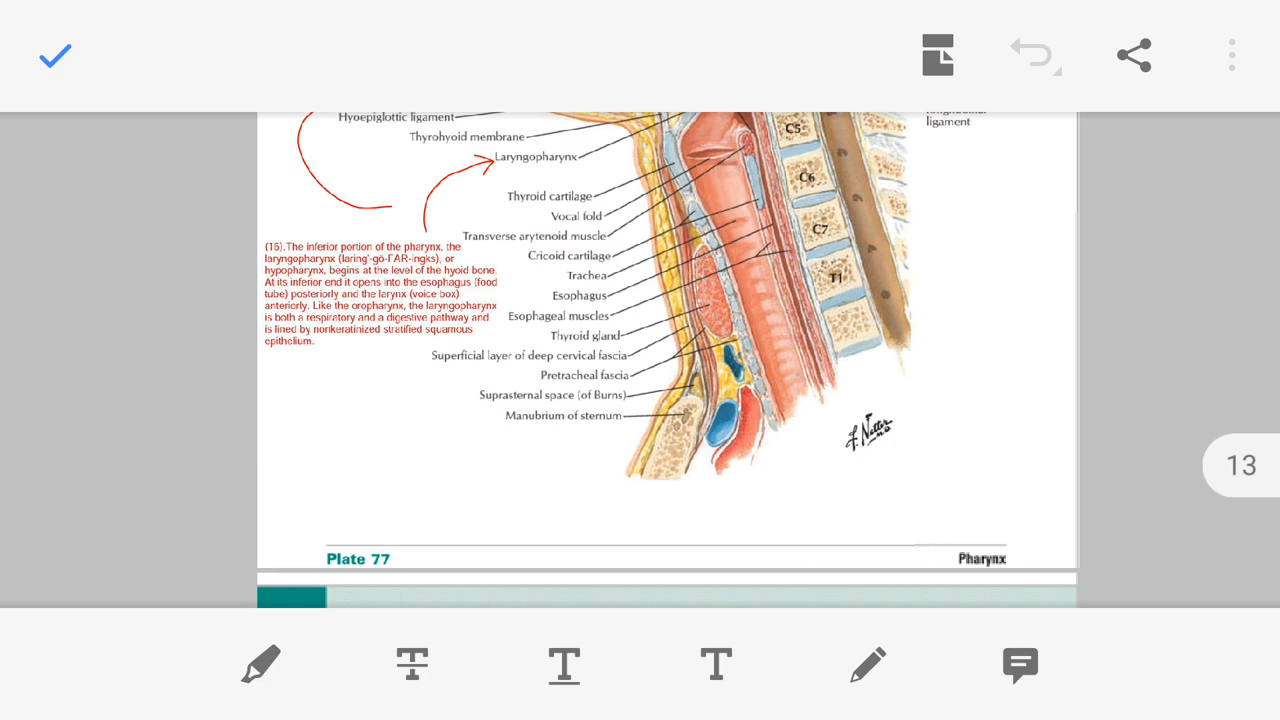 Hyoepiglottic ligament
ligament
Thyrohyoid membrane
C5
Laryngopharynx
C6
Thyroid cartilage
Vocal fold
C7
Transverse arytenoid muscle
(16).The inferior portion of the pharynx, the
laryngopharynx (laring'-gō-FAR-ingks), or
hypopharynx, begins at the level of the hyoid bone.
At its inferior end it opens into the esophagus (food
tube) posteriorly and the larynx (voice box)
anteriorly. Like the oropharynx, the laryngopharynx
is both a respiratory and a digestive pathway and
is lined by nonkeratinized stratified squamous
epithelium.
Cricoid cartilage
Trachea
T1
Esophagus
Esophageal muscles
Thyroid gland
Superficial layer of deep cervical fascia
Pretracheal fascia
Suprasternal space (of Burns)
Manubrium of sternum
F. Netter
M.D.
13
Plate 77
Pharynx
T
T
T